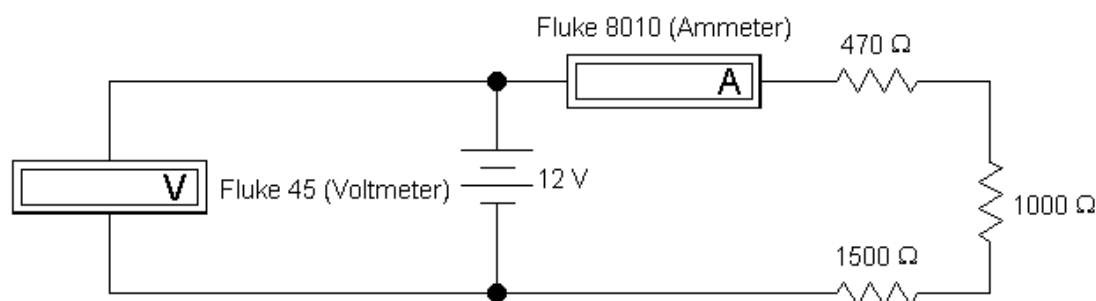 Fluke 8010 (Ammeter)
470 Ω
A
V
Fluke 45 (Voltmeter)
12 V
1000 Ω
1500 Ω